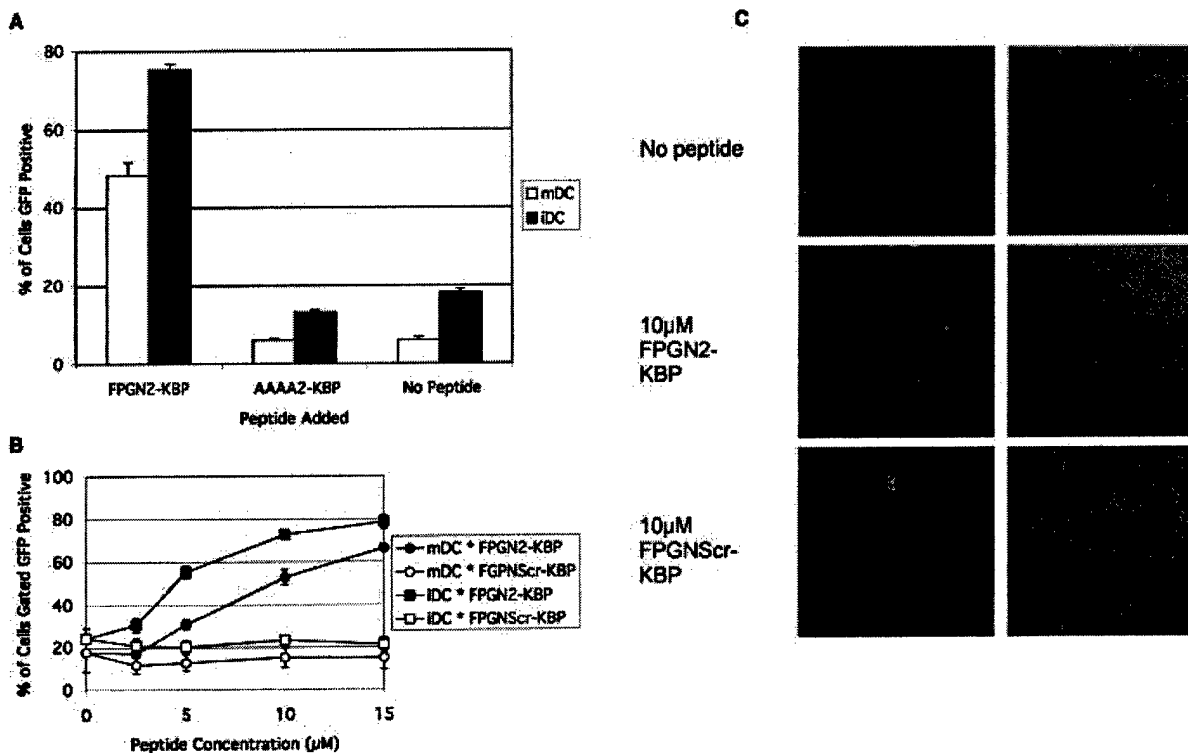 A
80
60
40
20
0
% of Cells GFP Positive
FPGN2-KBP
AAAA2-KBP
No Peptide
Peptide Added
mDC
iDC
B
100
80
60
40
20
0
% of Cells Gated GFP Positive
0
5
10
15
Peptide Concentration (µM)
mDC * FPGN2-KBP
mDC * FGPNScr-KBP
iDC * FPGN2-KBP
iDC * FPGNScr-KBP
C
No peptide
10µM
FPGN2-
KBP
10µM
FPGNScr-
KBP